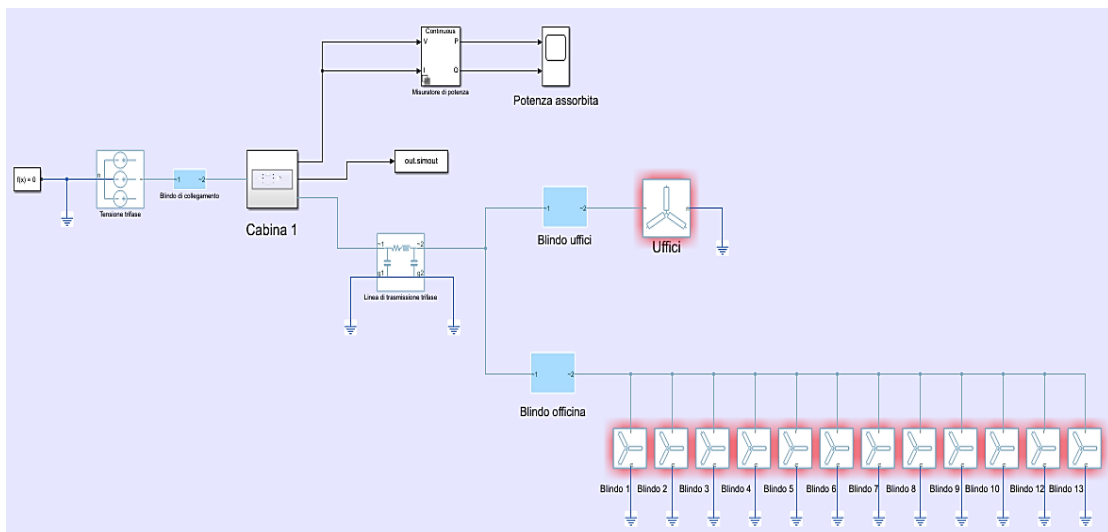 Continuous
V
P
I
Q
Misuratore di potenza
Potenza assorbita
f(x) = 0
n
Tensione trifase
~1
~2
Blindo di collegamento
Cabina 1
out.simout
~1
~2
g1
g2
Linea di trasmissione trifase
~1
~2
Blindo uffici
Uffici
~1
~2
Blindo officina
Blindo 1
Blindo 2
Blindo 3
Blindo 4
Blindo 5
Blindo 6
Blindo 7
Blindo 8
Blindo 9
Blindo 10
Blindo 12
Blindo 13